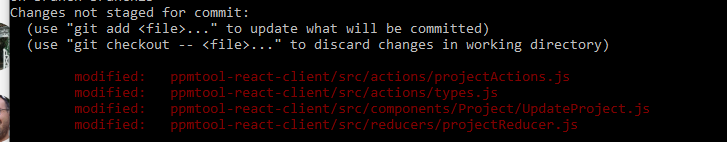 Changes not staged for commit:
(use "git add <file>..." to update what will be committed)
(use "git checkout -- <file>..." to discard changes in working directory)
modified: ppmtool-react-client/src/actions/projectActions.js
modified: ppmtool-react-client/src/actions/types.js
modified: ppmtool-react-client/src/components/Project/UpdateProject.js
modified: ppmtool-react-client/src/reducers/projectReducer.js